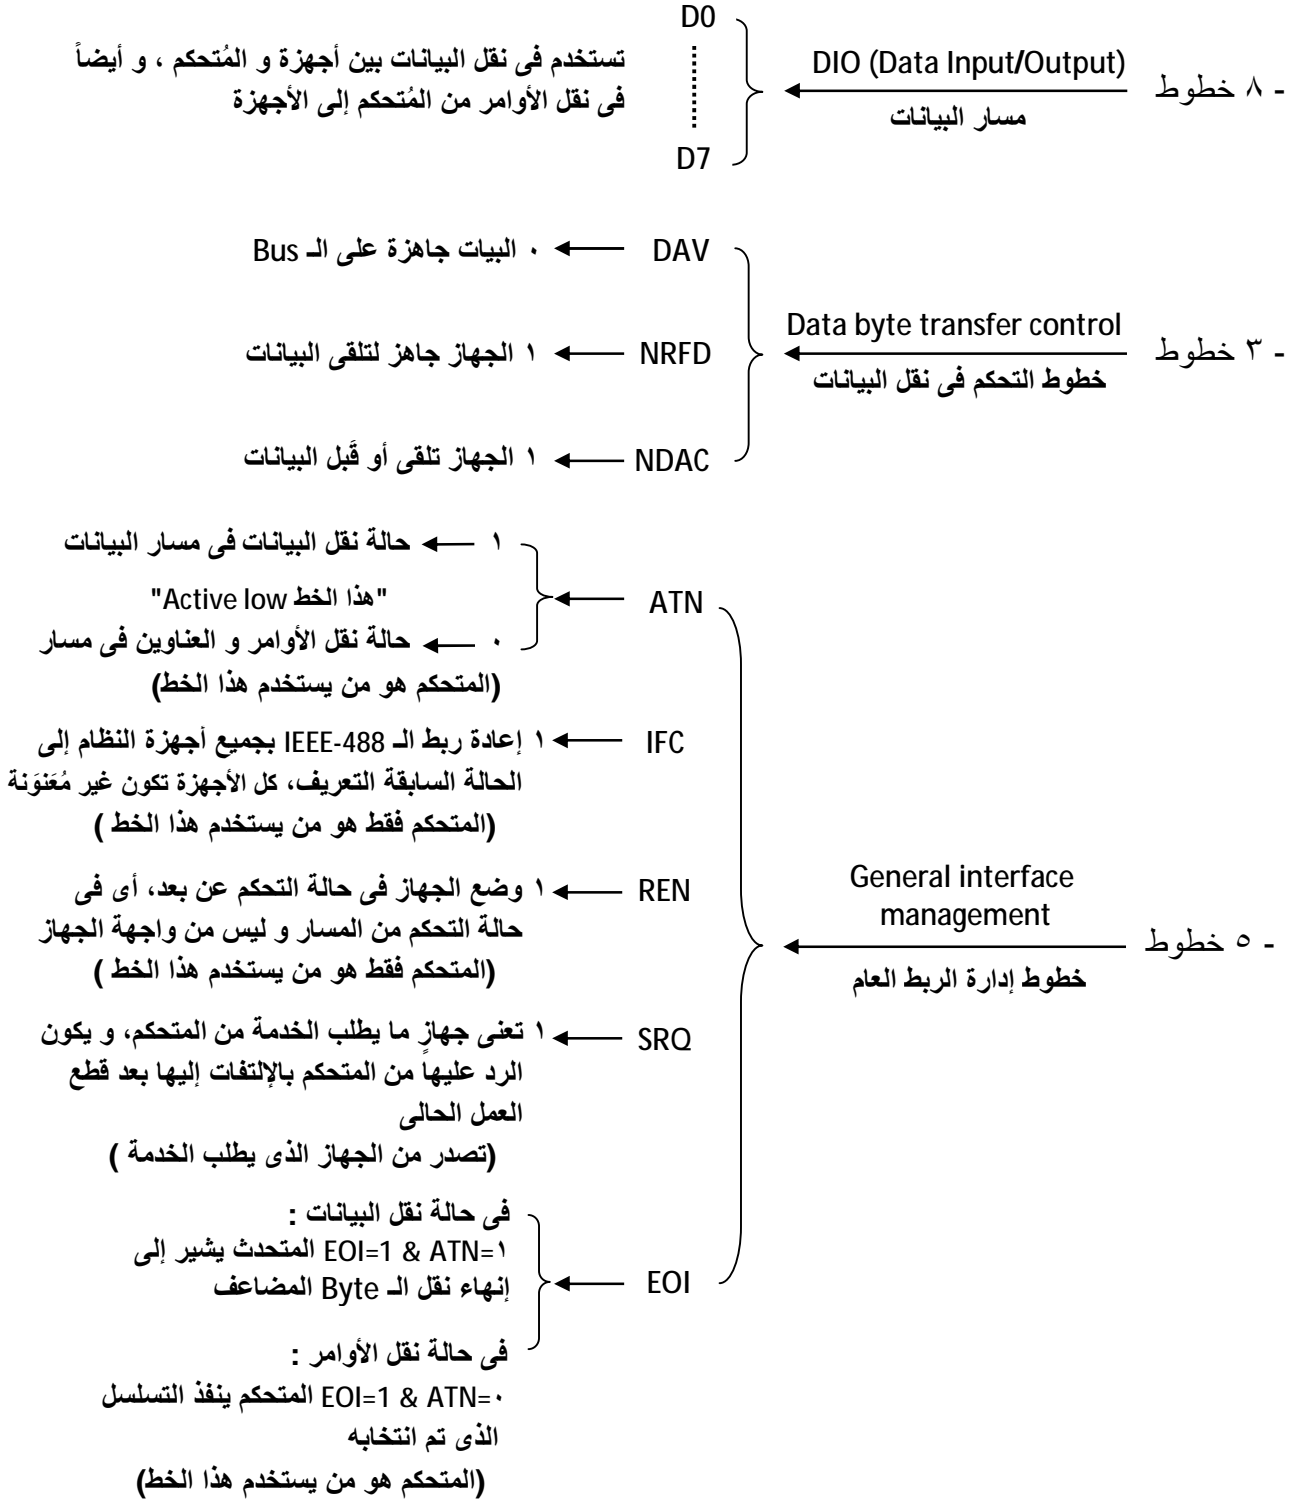 - ٨ خطوط
DIO (Data Input/Output)
مسار البيانات
D0
D7
تستخدم فى نقل البيانات بين أجهزة و المُتحكم ، و أيضاً
فى نقل الأوامر من المُتحكم إلى الأجهزة
- ٣ خطوط
Data byte transfer control
خطوط التحكم فى نقل البيانات
DAV
٠ البيات جاهزة على الـ Bus
NRFD
١ الجهاز جاهز لتلقى البيانات
NDAC
١ الجهاز تلقى أو قَبل البيانات
- ٥ خطوط
General interface
management
خطوط إدارة الربط العام
ATN
١ حالة نقل البيانات فى مسار البيانات
"هذا الخط Active low"
٠ حالة نقل الأوامر و العناوين فى مسار
(المتحكم هو من يستخدم هذا الخط)
IFC
١ إعادة ربط الـ IEEE-488 بجميع أجهزة النظام إلى
الحالة السابقة التعريف، كل الأجهزة تكون غير مُعَنوَنة
(المتحكم فقط هو من يستخدم هذا الخط )
REN
١ وضع الجهاز فى حالة التحكم عن بعد، أى فى
حالة التحكم من المسار و ليس من واجهة الجهاز
(المتحكم فقط هو من يستخدم هذا الخط )
SRQ
١ تعنى جهازٍ ما يطلب الخدمة من المتحكم، و يكون
الرد عليها من المتحكم بالإلتفات إليها بعد قطع
العمل الحالى
(تصدر من الجهاز الذى يطلب الخدمة )
EOI
فى حالة نقل البيانات :
EOI=1 & ATN=١ المتحدث يشير إلى
إنهاء نقل الـ Byte المضاعف
فى حالة نقل الأوامر :
EOI=1 & ATN=٠ المتحكم ينفذ التسلسل
الذى تم انتخابه
(المتحكم هو من يستخدم هذا الخط)